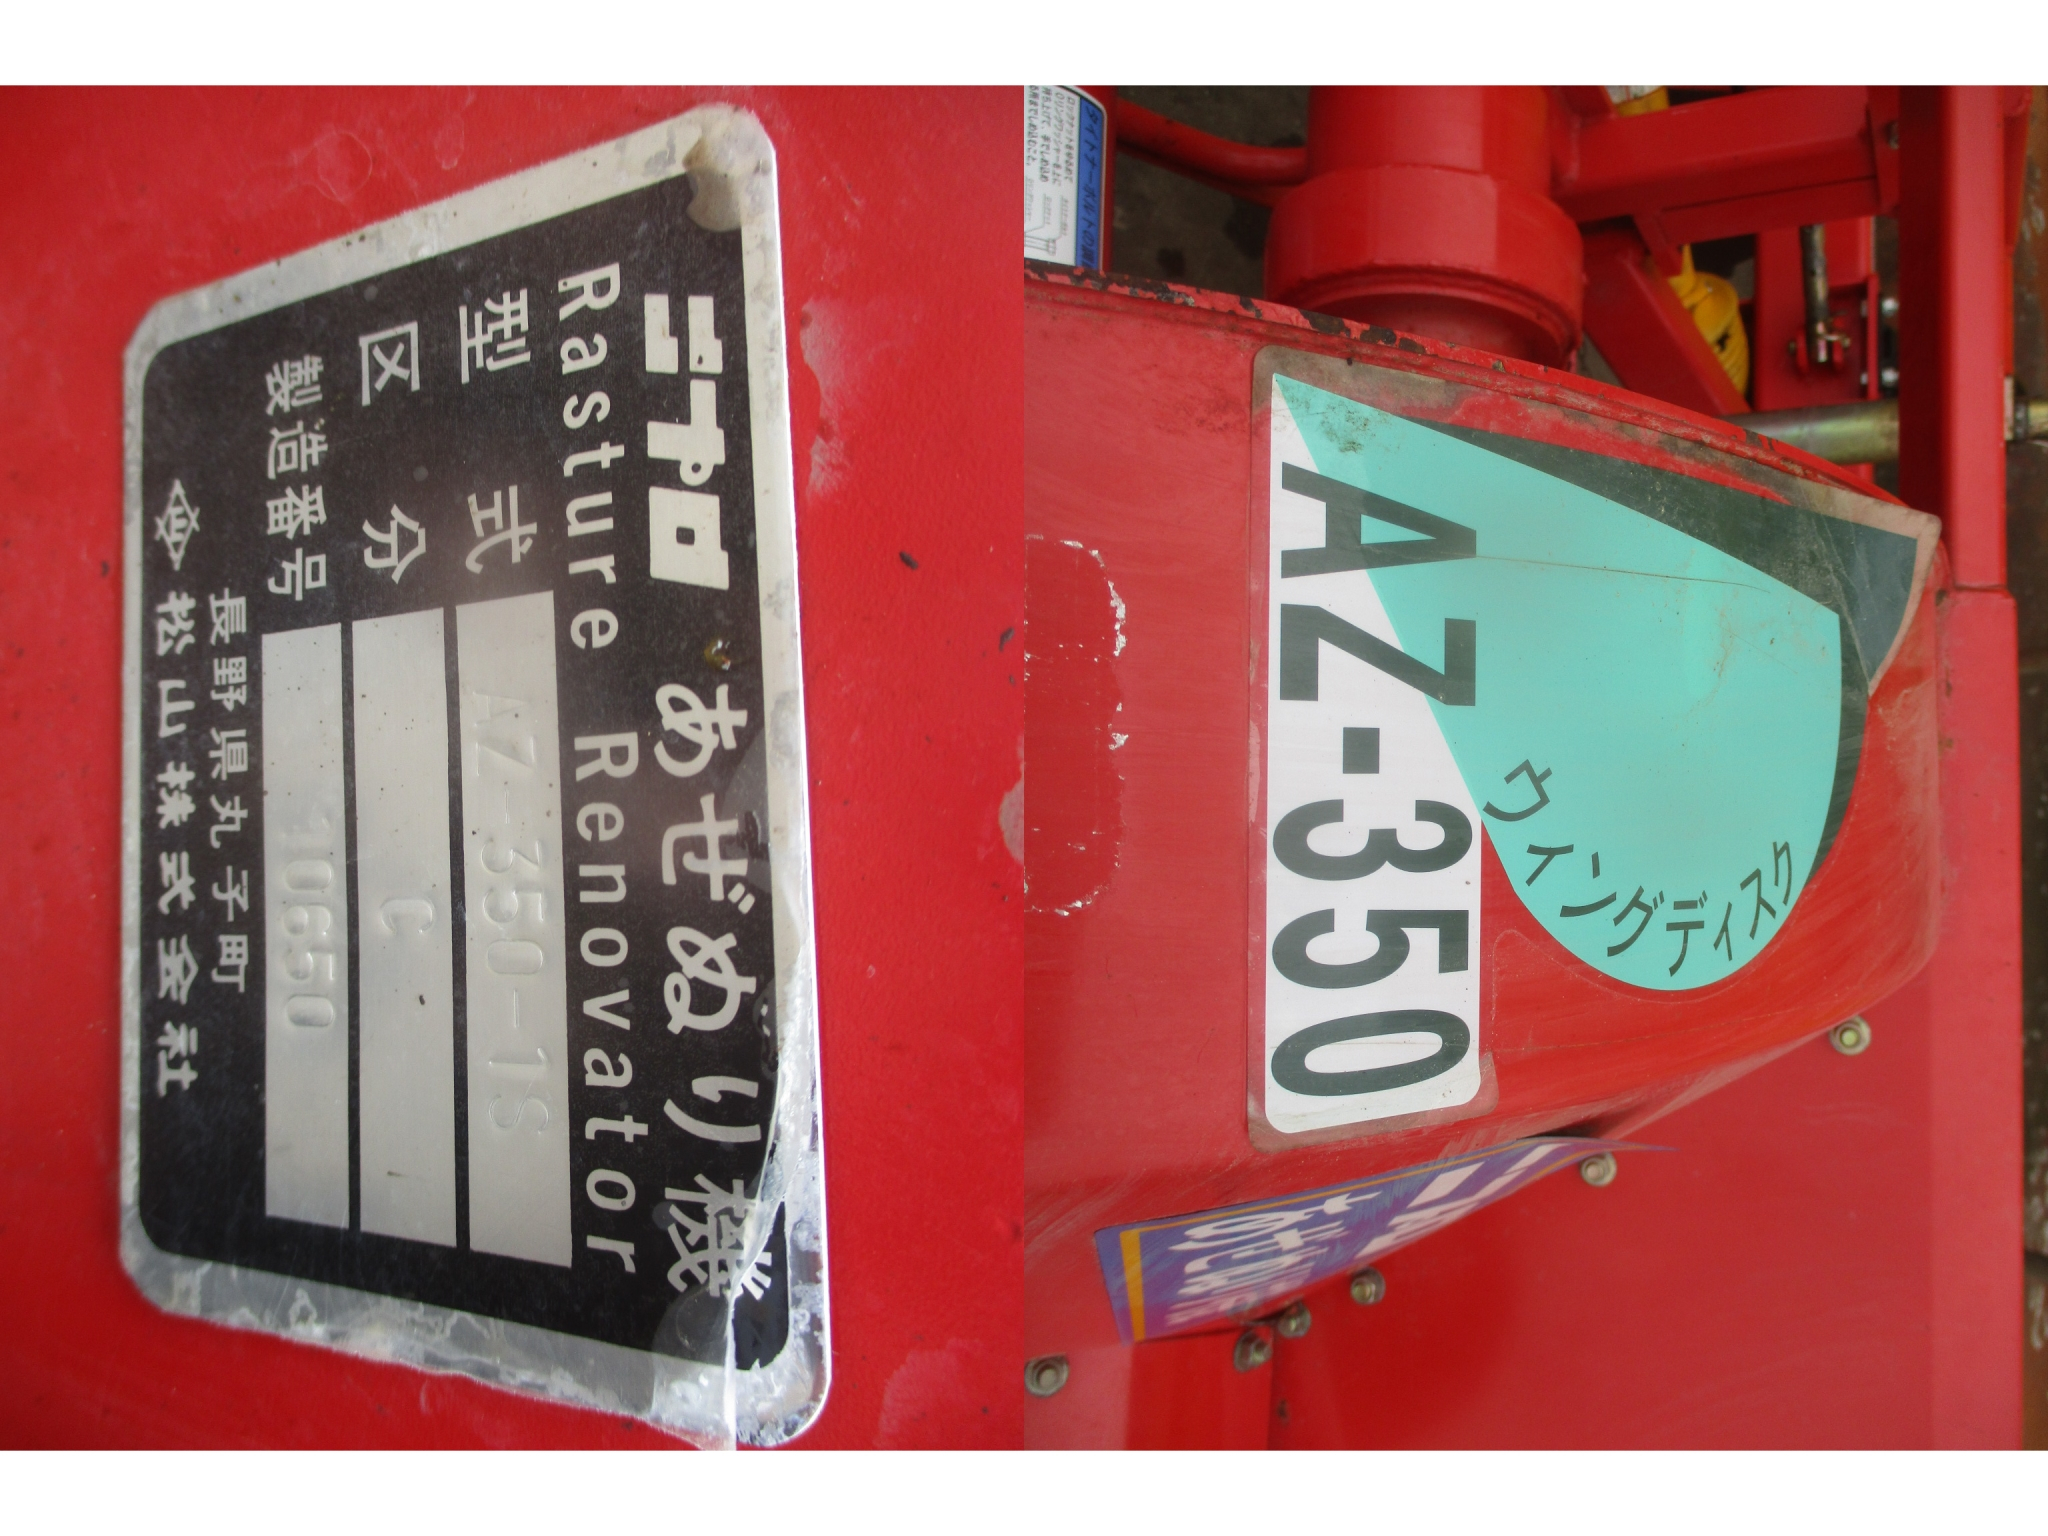 ニプロ あぜぬり機
Rasture Renovator
型式 AZ-350-1S
区分 C
製造番号 10650
長野県丸子町
松山株式会社
ウィングディスク
AZ-350